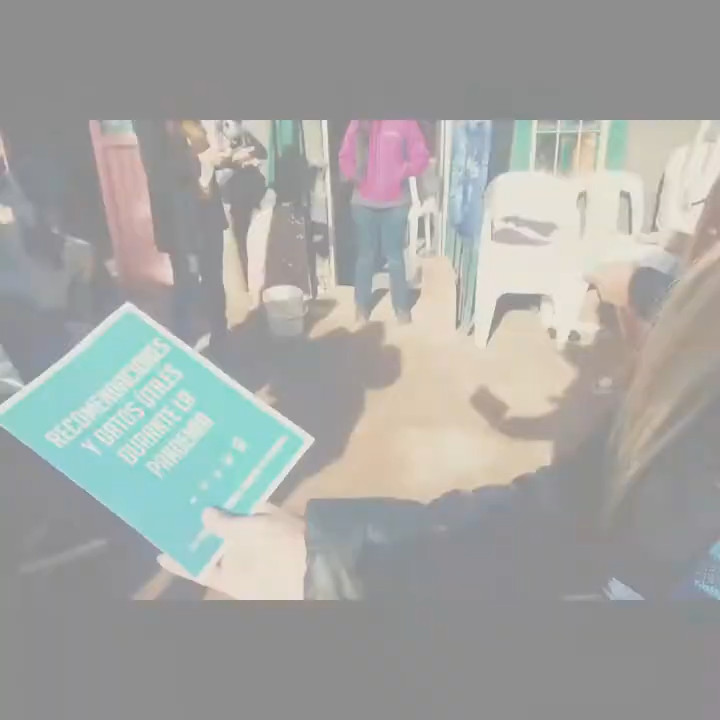 RECOMENDACIONES
Y DATOS ÚTILES
DURANTE LA
PANDEMIA